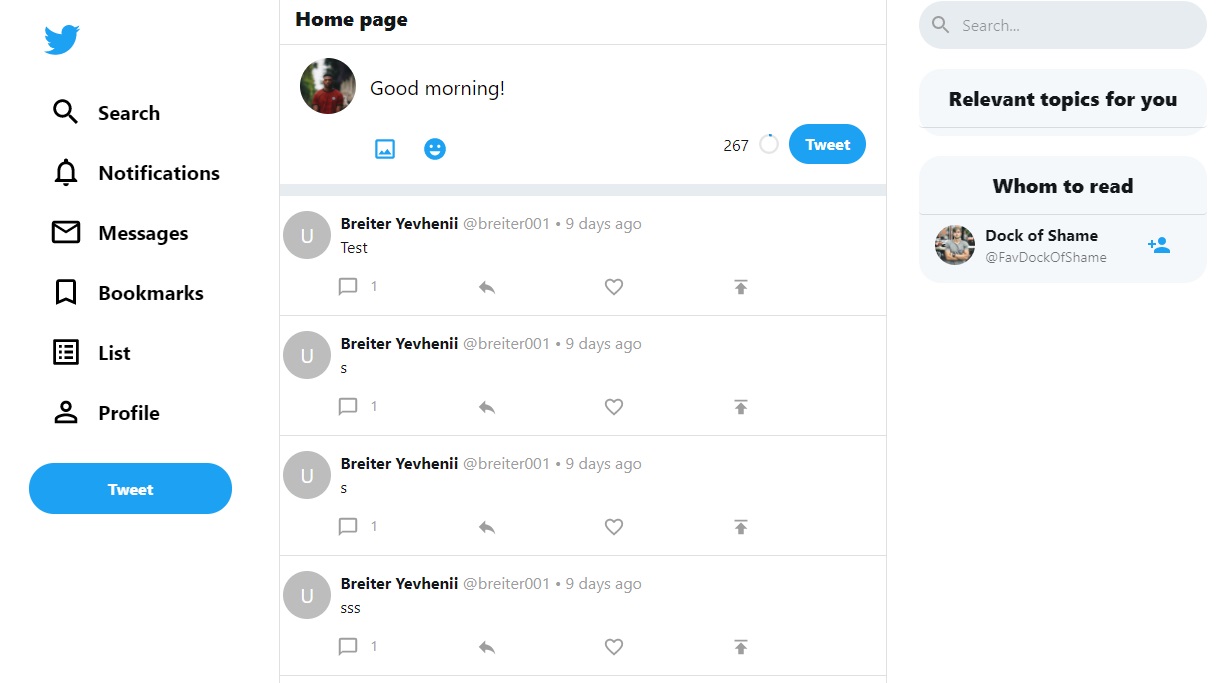 Home page
Search
Notifications
Messages
Bookmarks
List
Profile
Tweet
Good morning!
267
Tweet
U
Breiter Yevhenii @breiter001 • 9 days ago
Test
1
U
Breiter Yevhenii @breiter001 • 9 days ago
s
1
U
Breiter Yevhenii @breiter001 • 9 days ago
s
1
U
Breiter Yevhenii @breiter001 • 9 days ago
sss
1
Search...
Relevant topics for you
Whom to read
Dock of Shame
@FavDockOfShame